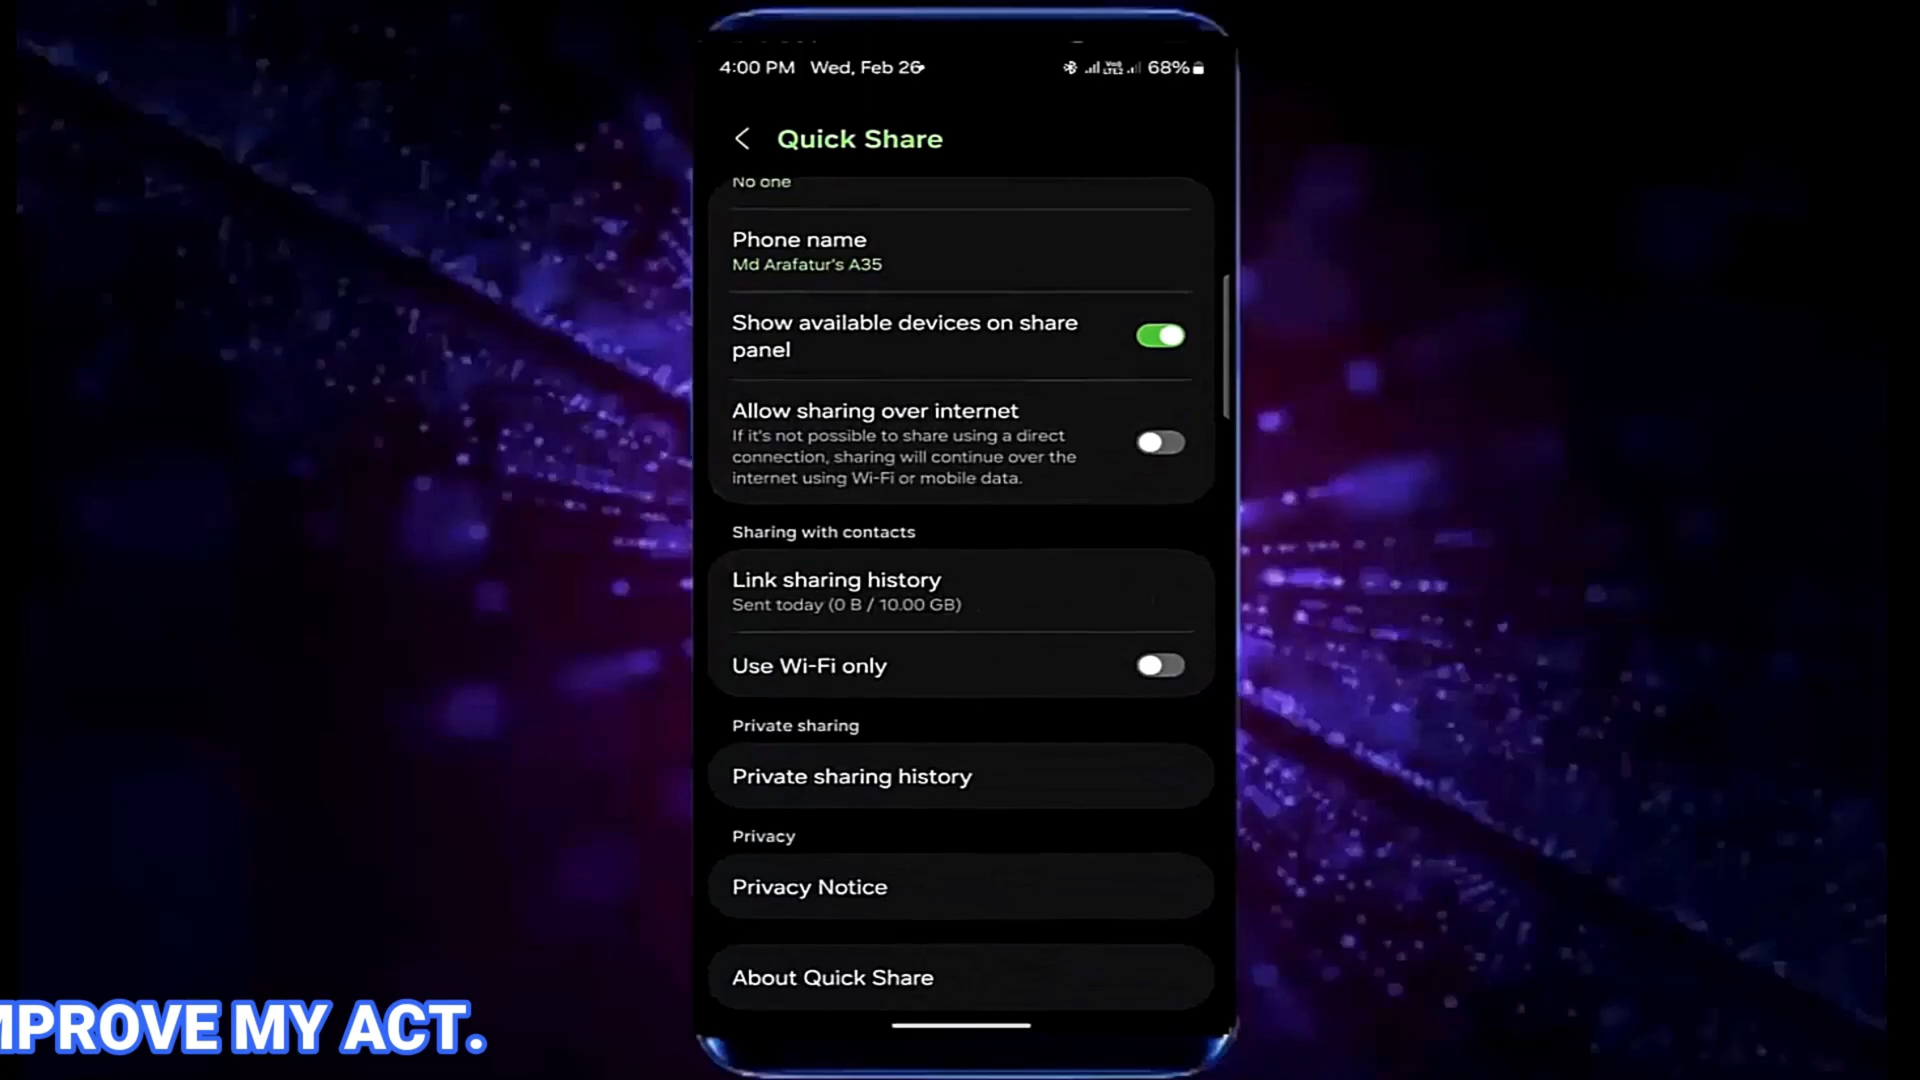 4:00 PM Wed, Feb 26
68%
Quick Share
No one
Phone name
Md Arafatur's A35
Show available devices on share
panel
Allow sharing over internet
If it's not possible to share using a direct
connection, sharing will continue over the
internet using Wi-Fi or mobile data.
Sharing with contacts
Link sharing history
Sent today (0 B / 10.00 GB)
Use Wi-Fi only
Private sharing
Private sharing history
Privacy
Privacy Notice
About Quick Share
MPROVE MY ACT.